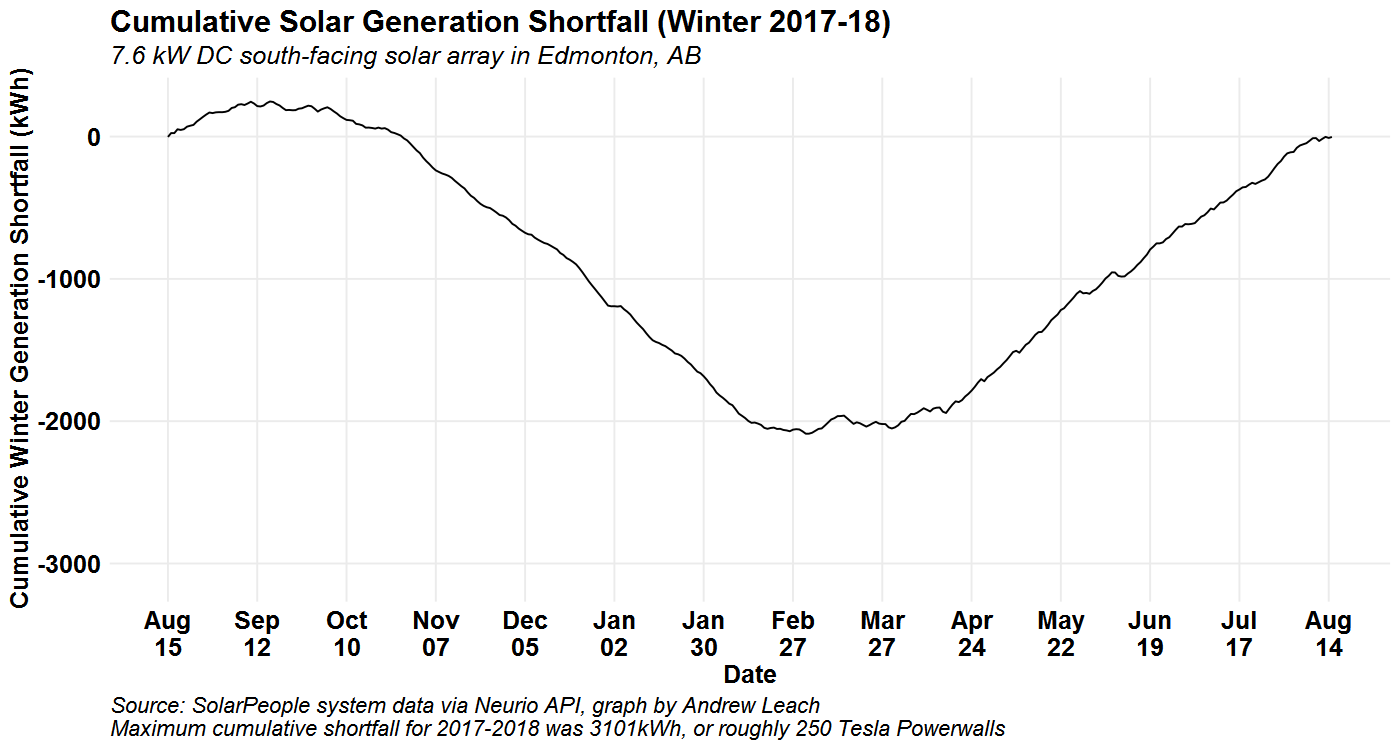 Cumulative Solar Generation Shortfall (Winter 2017-18)
7.6 kW DC south-facing solar array in Edmonton, AB
Cumulative Winter Generation Shortfall (kWh)
0
-1000
-2000
-3000
Aug Sep Oct Nov Dec Jan Jan Feb Mar Apr May Jun Jul Aug
15 12 10 07 05 02 30 27 27 24 22 19 17 14
Date
Source: SolarPeople system data via Neurio API, graph by Andrew Leach
Maximum cumulative shortfall for 2017-2018 was 3101kWh, or roughly 250 Tesla Powerwalls